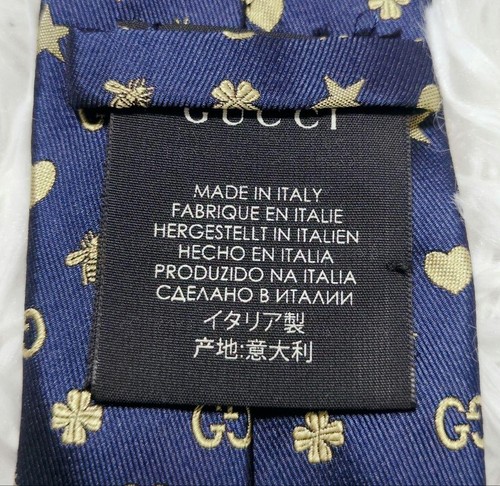 GUCCI
MADE IN ITALY
FABRIQUE EN ITALIE
HERGESTELLT IN ITALIEN
HECHO EN ITALIA
PRODUZIDO NA ITALIA
СДЕЛАНО В ИТАЛИИ
イタリア製
产地:意大利